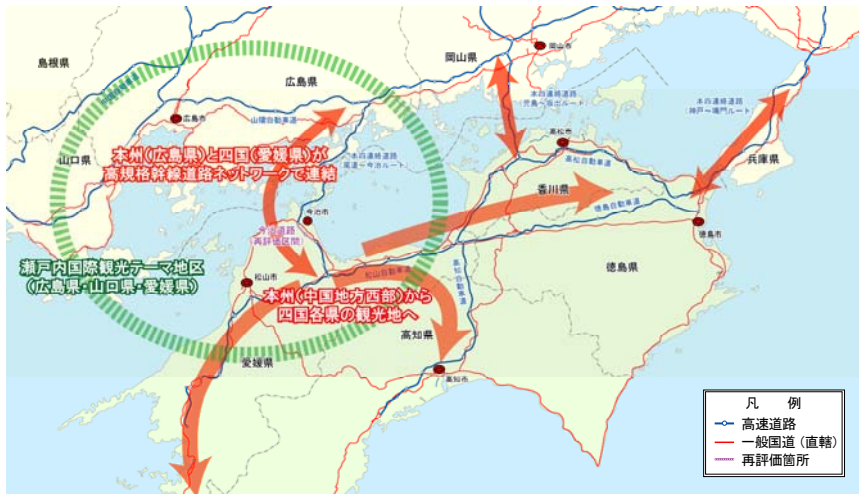 島根県
広島県
岡山県
岡山市
中国自動車道
本四連絡道路
(児島～坂出ルート)
本四連絡道路
(神戸～鳴門ルート)
広島市
山陽自動車道
山口県
本州(広島県)と四国(愛媛県)が
高規格幹線道路ネットワークで連結
本四連絡道路
(尾道～今治ルート)
高松市
高松自動車道
兵庫県
香川県
徳島自動車道
今治市
今治道路
(再評価区間)
徳島市
瀬戸内国際観光テーマ地区
(広島県・山口県・愛媛県)
松山市
松山自動車道
高知自動車道
徳島県
本州(中国地方西部)から
四国各県の観光地へ
高知県
愛媛県
高知市
凡 例
高速道路
一般国道(直轄)
再評価箇所